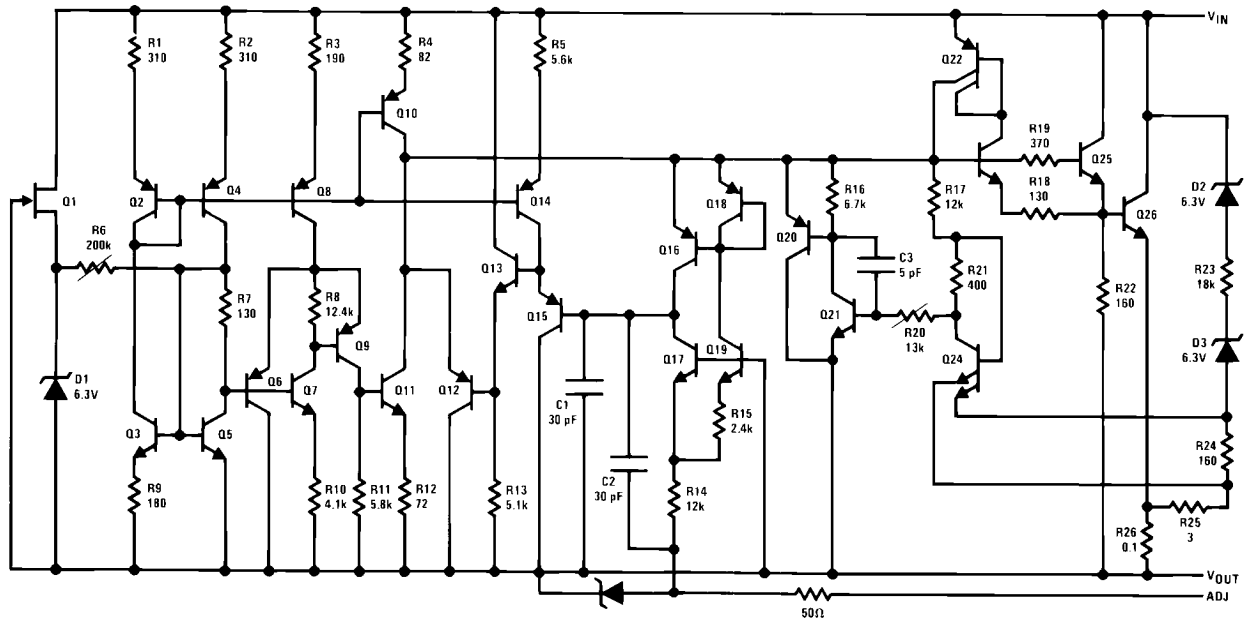 VIN
R1
310
R2
310
R3
190
R4
82
R5
5.6k
Q22
Q10
R19
370
Q25
Q1
Q2
Q4
Q8
Q14
R16
6.7k
R17
12k
R18
130
Q26
D2
6.3V
R6
200k
Q18
Q16
Q20
Q13
C3
5 pF
R21
400
R22
160
R23
18k
R7
130
R8
12.4k
Q15
Q21
R20
13k
D1
6.3V
Q9
Q6
Q7
Q11
Q12
Q17
Q19
Q24
D3
6.3V
C1
30 pF
R15
2.4k
Q3
Q5
R24
160
R9
180
R10
4.1k
R11
5.8k
R12
72
R13
5.1k
C2
30 pF
R14
12k
R26
0.1
R25
3
VOUT
ADJ
50Ω